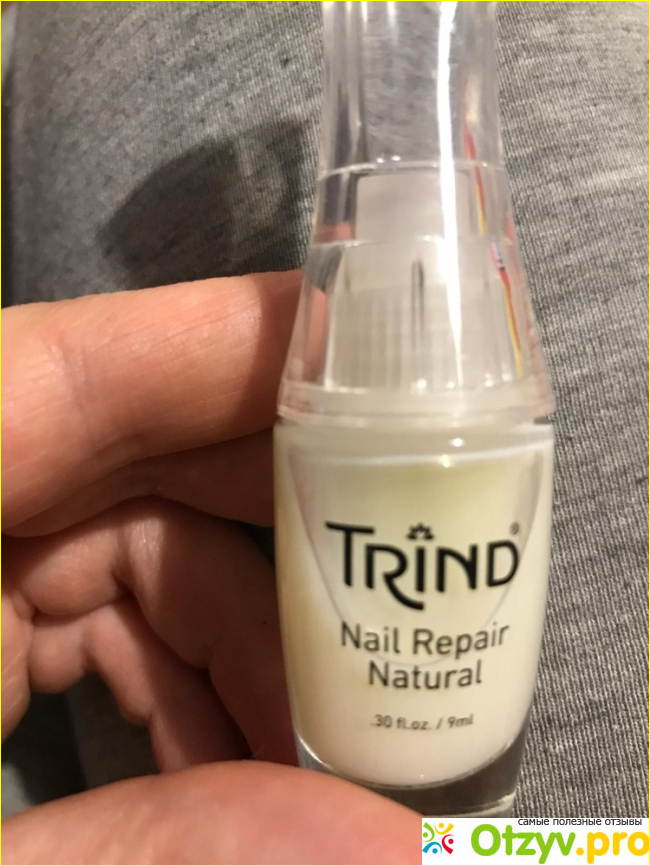 TRIND®
Nail Repair
Natural
.30 fl.oz. / 9ml
самые полезные отзывы
Otzyv.pro